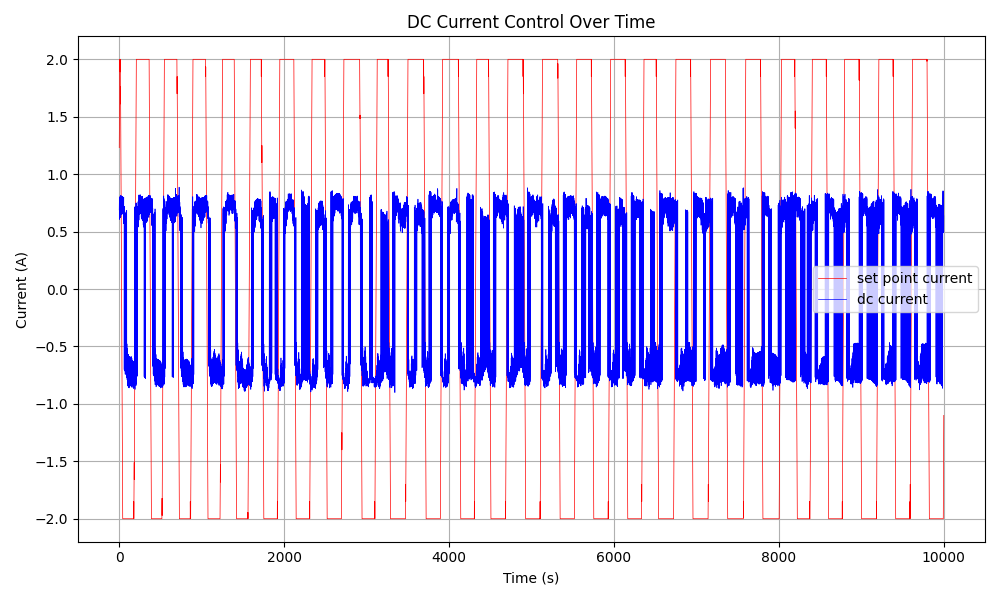 DC Current Control Over Time
Current (A)
2.0
1.5
1.0
0.5
0.0
−0.5
−1.0
−1.5
−2.0
set point current
dc current
0 2000 4000 6000 8000 10000
Time (s)